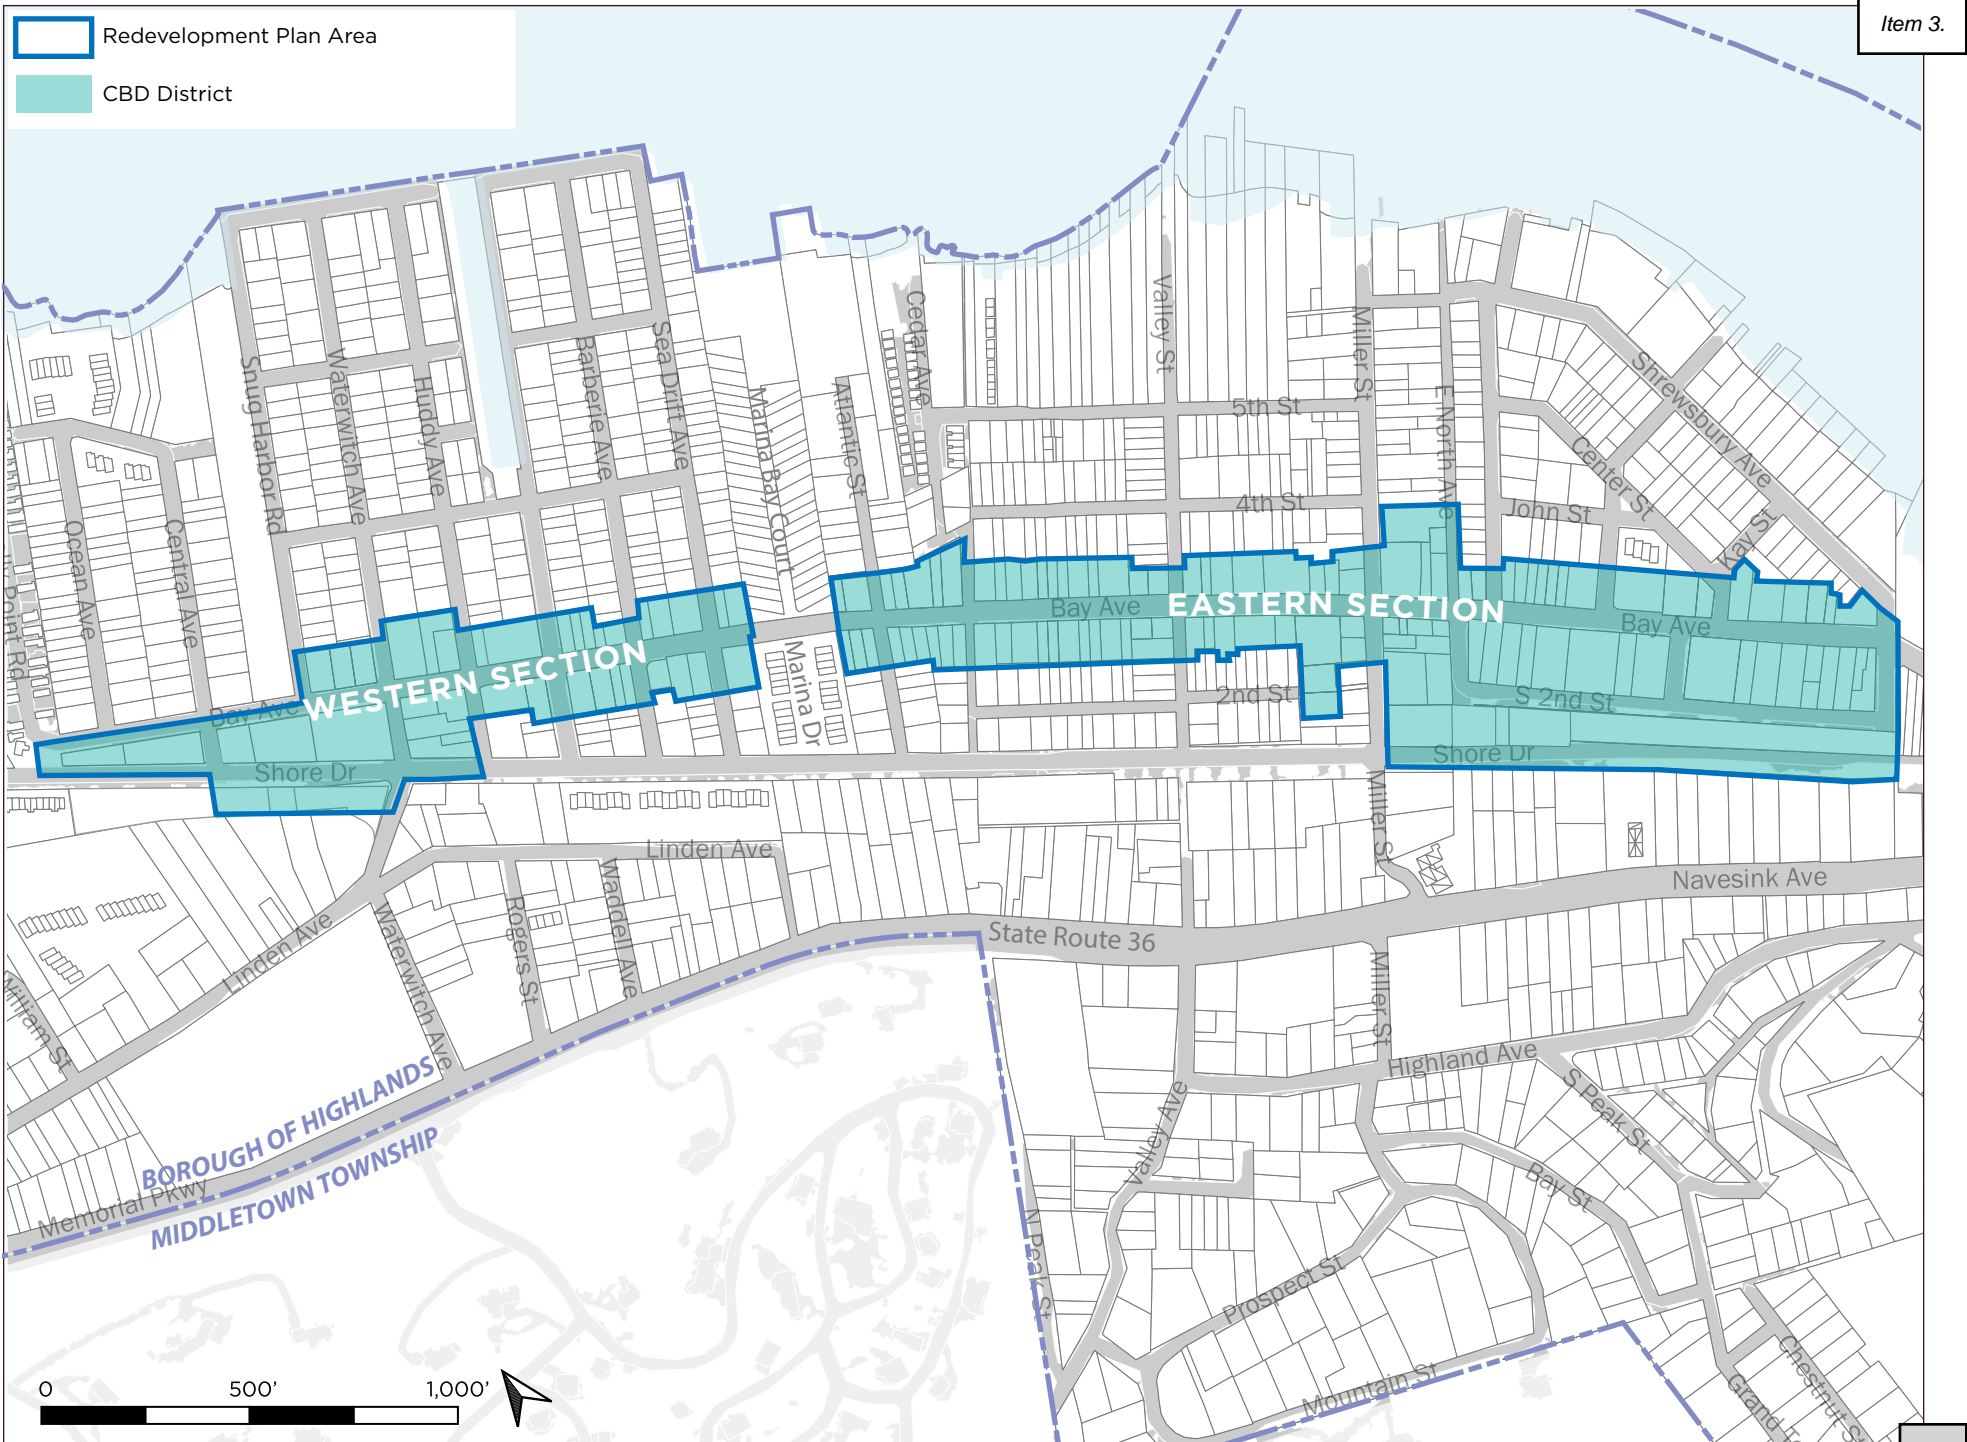 Item 3.
Redevelopment Plan Area
CBD District
Snug Harbor Rd
Waterwitch Ave
Huddy Ave
Barberie Ave
Sea Drift Ave
Marina Bay Court
Atlantic St
Cedar Ave
Valley St
Miller St
E North Ave
Shrewsbury Ave
5th St
4th St
Center St
John St
Kay St
Ocean Ave
Central Ave
Point Rd
Bay Ave
EASTERN SECTION
Bay Ave
WESTERN SECTION
Bay Ave
Marina Dr
2nd St
S 2nd St
Shore Dr
Shore Dr
Miller St
Linden Ave
Navesink Ave
Linden Ave
Waterwitch Ave
Rogers St
Waddell Ave
State Route 36
William St
Miller St
Highland Ave
S Peak St
Valley Ave
Bay St
BOROUGH OF HIGHLANDS
MIDDLETOWN TOWNSHIP
Memorial Pkwy
N Peak St
Prospect St
Mountain St
Chestnut St
Grand
0 500’ 1,000’